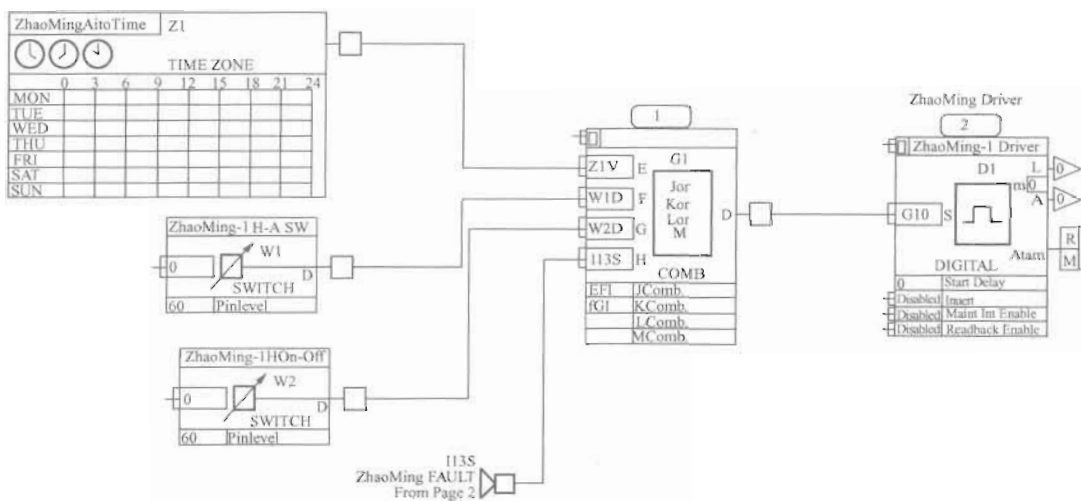 ZhaoMingAitoTime Z1
TIME ZONE
0 3 6 9 12 15 18 21 24
MON
TUE
WED
THU
FRI
SAT
SUN
ZhaoMing-1 H-A SW
W1
0
D
SWITCH
60 Pinlevel
ZhaoMing-1HOn-Off
W2
0
D
SWITCH
60 Pinlevel
I13S
ZhaoMing FAULT
From Page 2
1
G1
Z1V E
W1D F
W2D G
I13S H
Jor
Kor
Lor
M
D
COMB
EFI JComb.
fGI KComb.
LComb.
MComb.
ZhaoMing Driver
2
ZhaoMing-1 Driver
D1
L 0
m0
A 0
G10 S
Atam
R
M
DIGITAL
0 Start Delay
Disabled Inuert
Disabled Maint Int Enable
Disabled Readback Enable